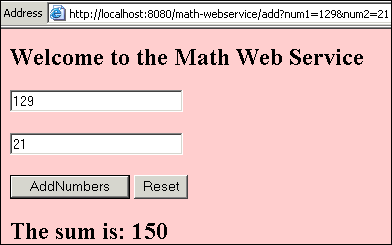 Address http://localhost:8080/math-webservice/add?num1=129&num2=21
Welcome to the Math Web Service
129
21
AddNumbers Reset
The sum is: 150